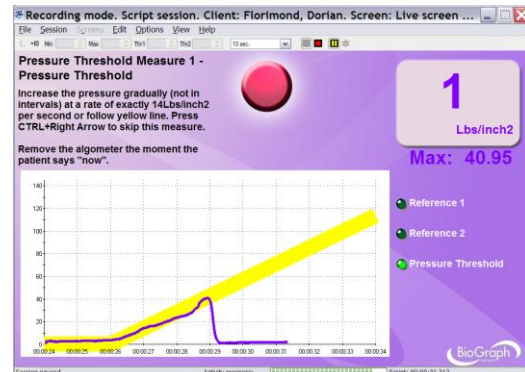 Recording mode. Script session. Client: Florimond, Dorian. Screen: Live screen ...
File Session Screens Edit Options View Help
Min Max Thr1 Thr2 10 sec.
Pressure Threshold Measure 1 -
Pressure Threshold
Increase the pressure gradually (not in
intervals) at a rate of exactly 14Lbs/inch2
per second or follow yellow line. Press
CTRL+Right Arrow to skip this measure.
Remove the algometer the moment the
patient says "now".
1
Lbs/inch2
Max: 40.95
140
120
100
80
60
40
20
0
00:00:24 00:00:25 00:00:26 00:00:27 00:00:28 00:00:29 00:00:30 00:00:31 00:00:32 00:00:33 00:00:34
Reference 1
Reference 2
Pressure Threshold
BioGraph